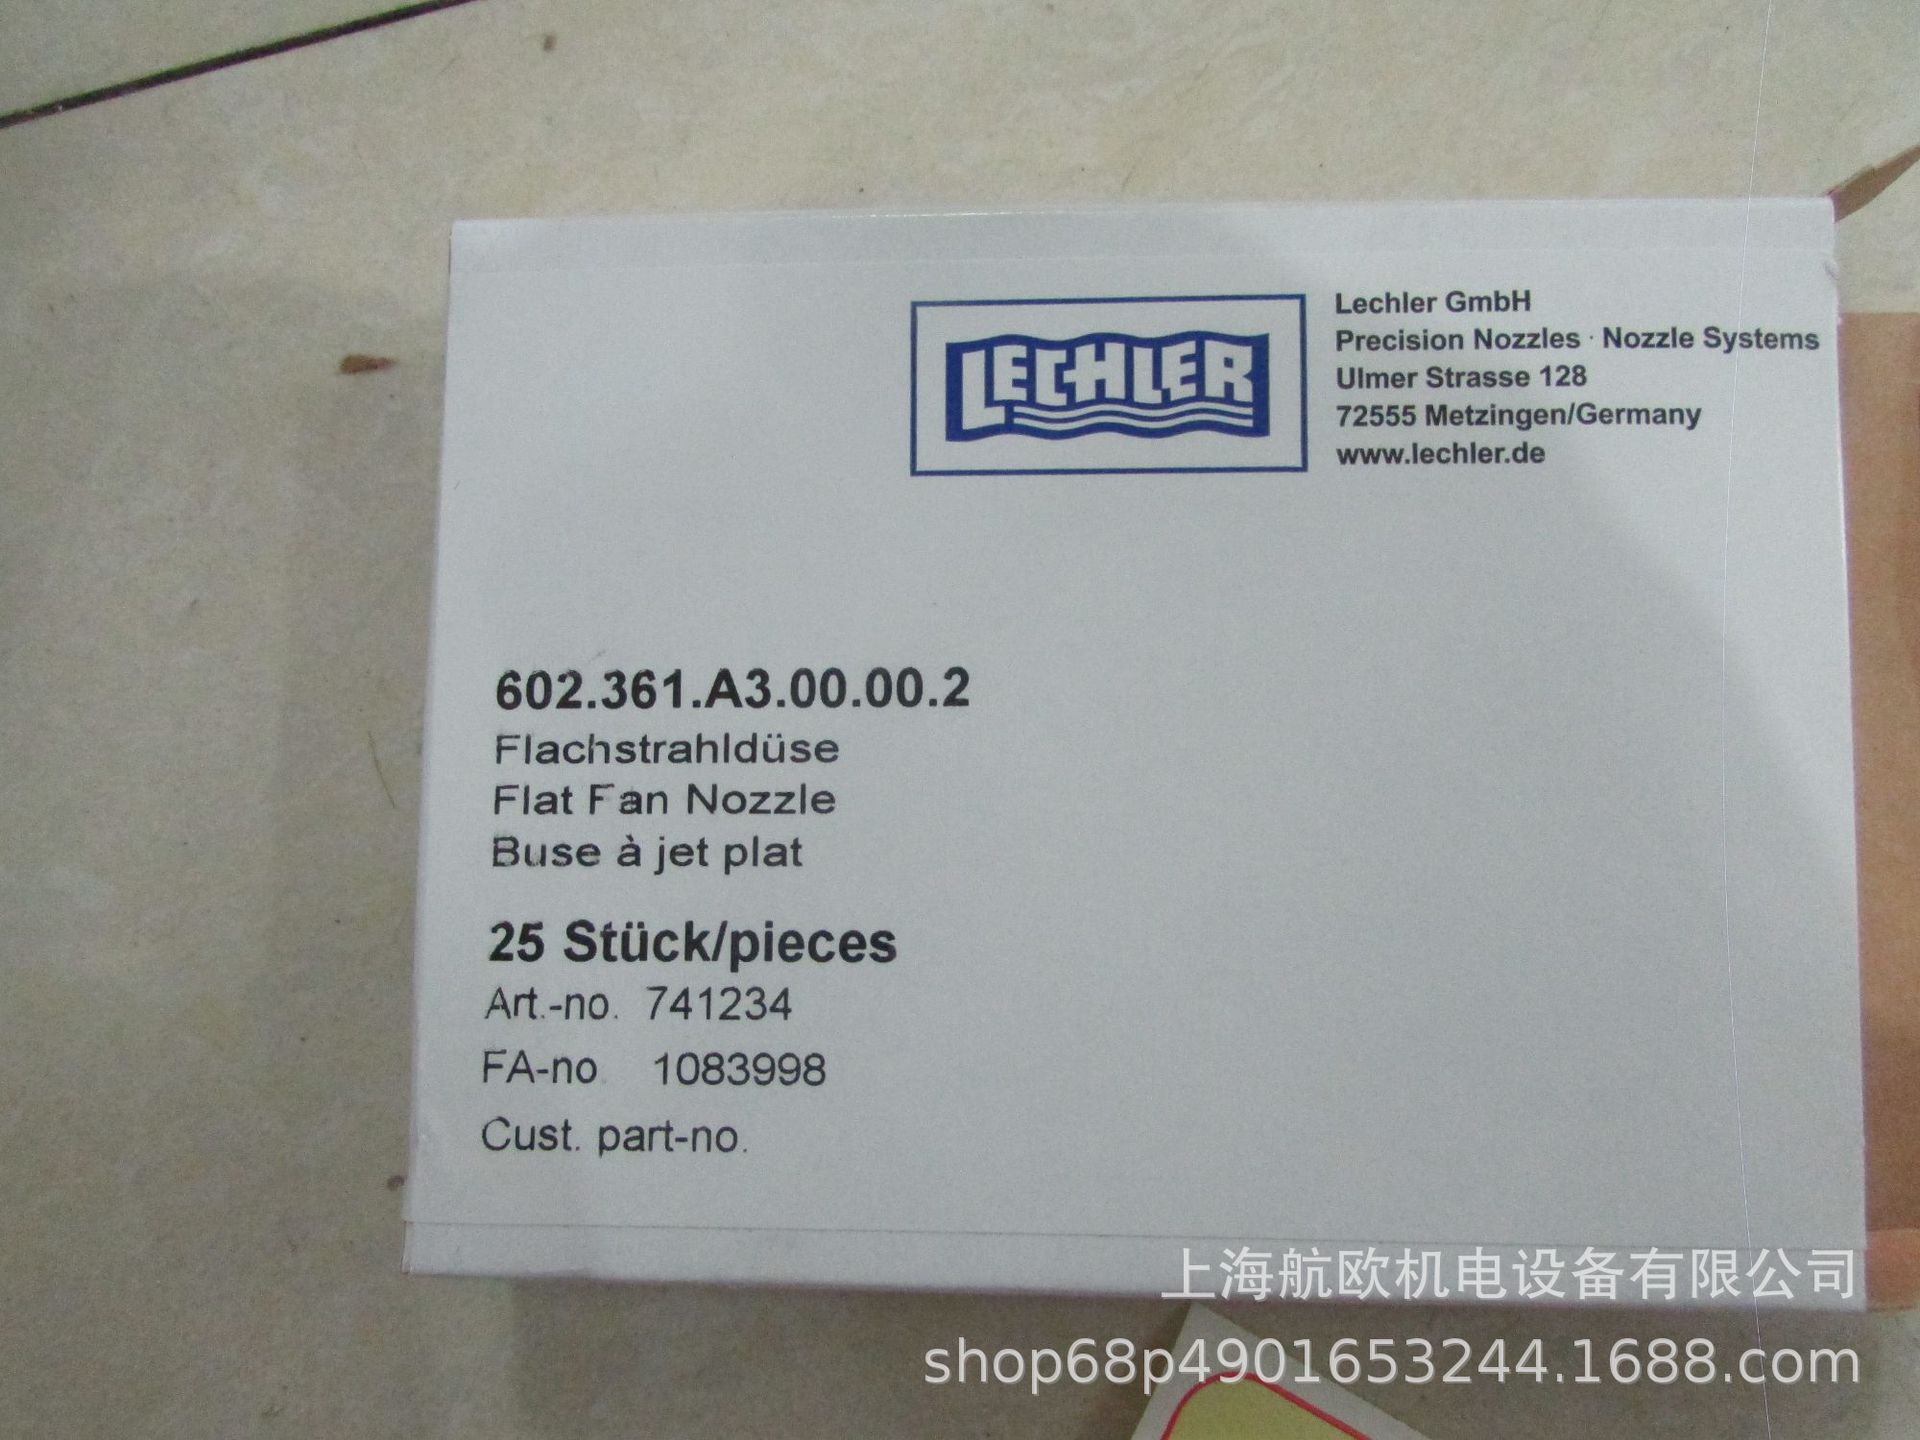 LECHLER
Lechler GmbH
Precision Nozzles · Nozzle Systems
Ulmer Strasse 128
72555 Metzingen/Germany
www.lechler.de
602.361.A3.00.00.2
Flachstrahldüse
Flat Fan Nozzle
Buse à jet plat
25 Stück/pieces
Art.-no. 741234
FA-no. 1083998
Cust. part-no.
上海航欧机电设备有限公司
shop68p4901653244.1688.com